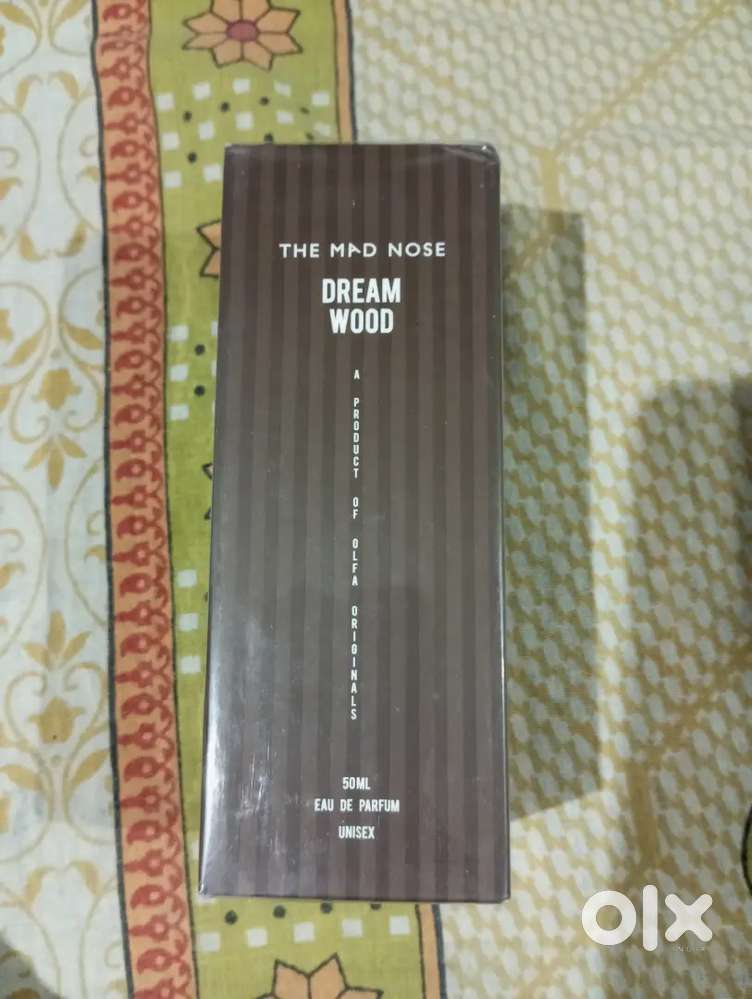 THE MAD NOSE
DREAM
WOOD
A PRODUCT OF OLFA ORIGINALS
50ML
EAU DE PARFUM
UNISEX
olx